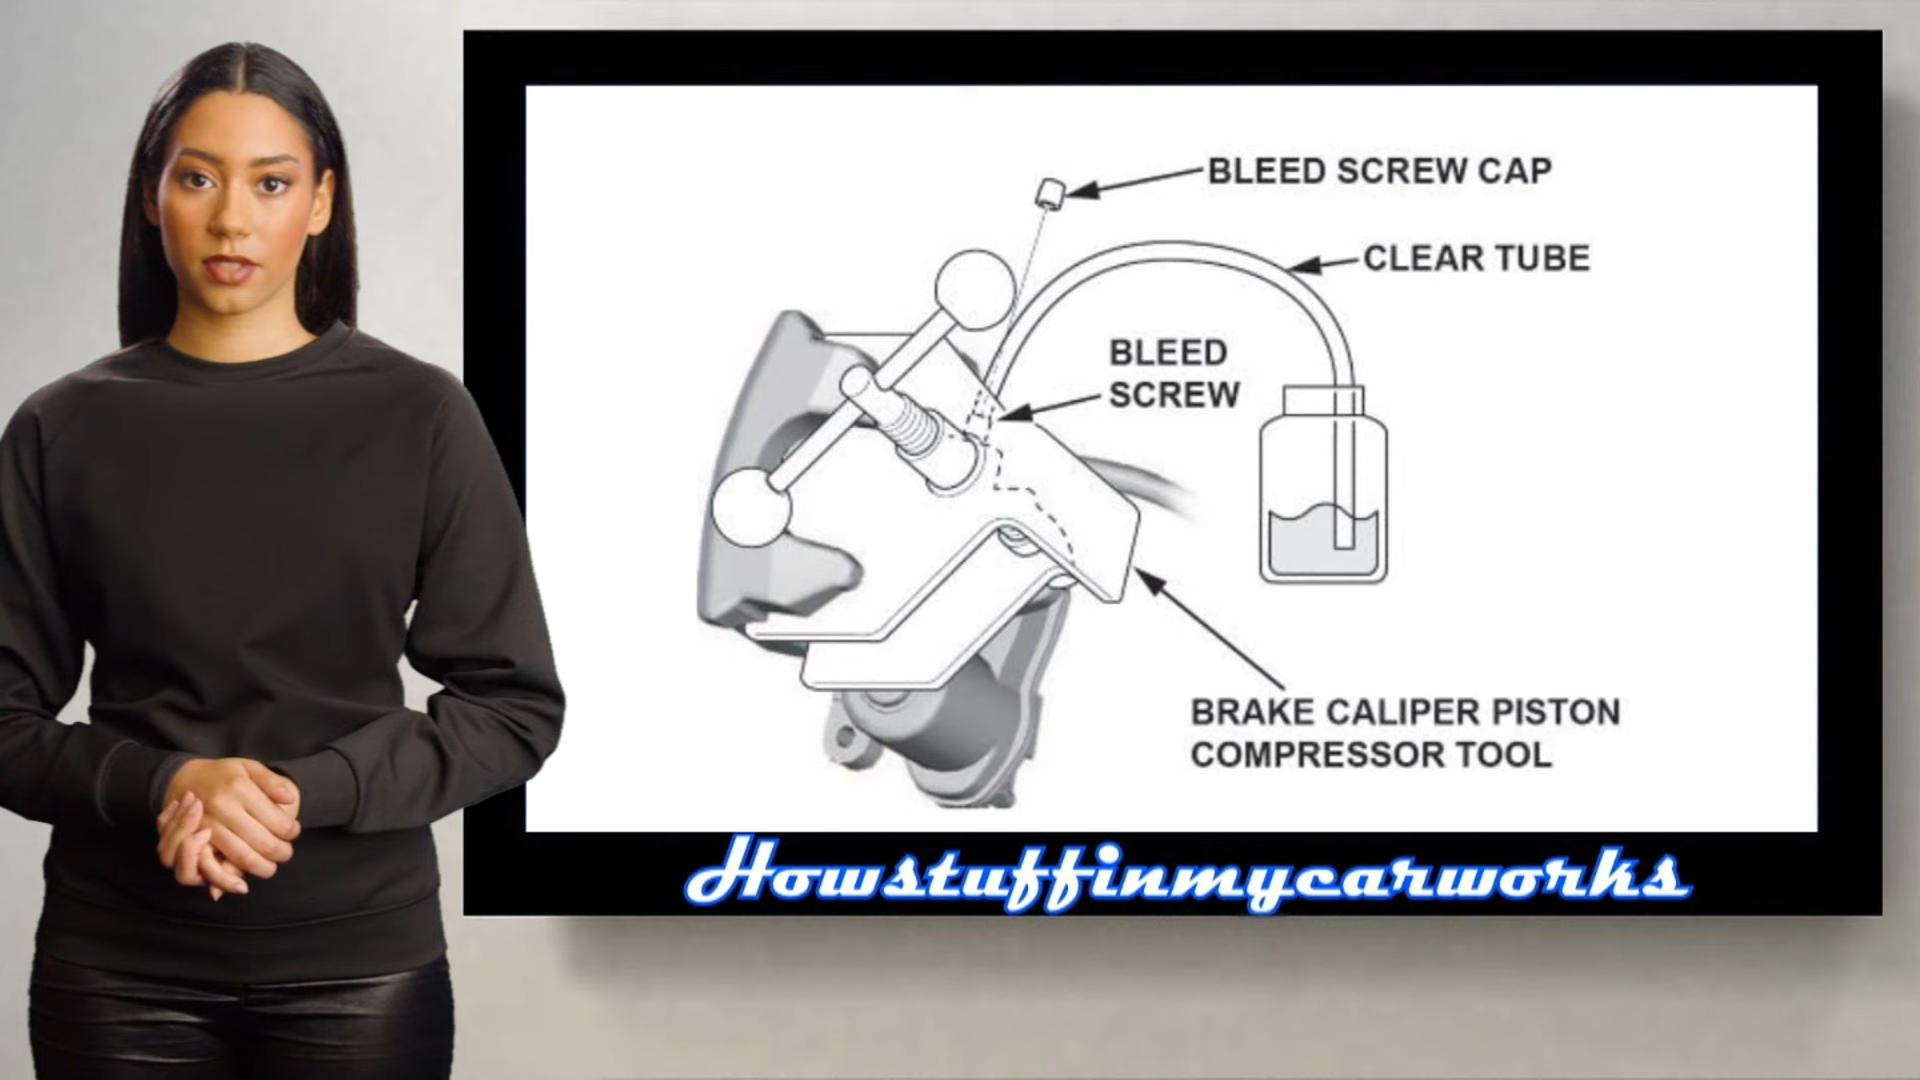 BLEED SCREW CAP
CLEAR TUBE
BLEED
SCREW
BRAKE CALIPER PISTON
COMPRESSOR TOOL
Howstuffinmycarworks